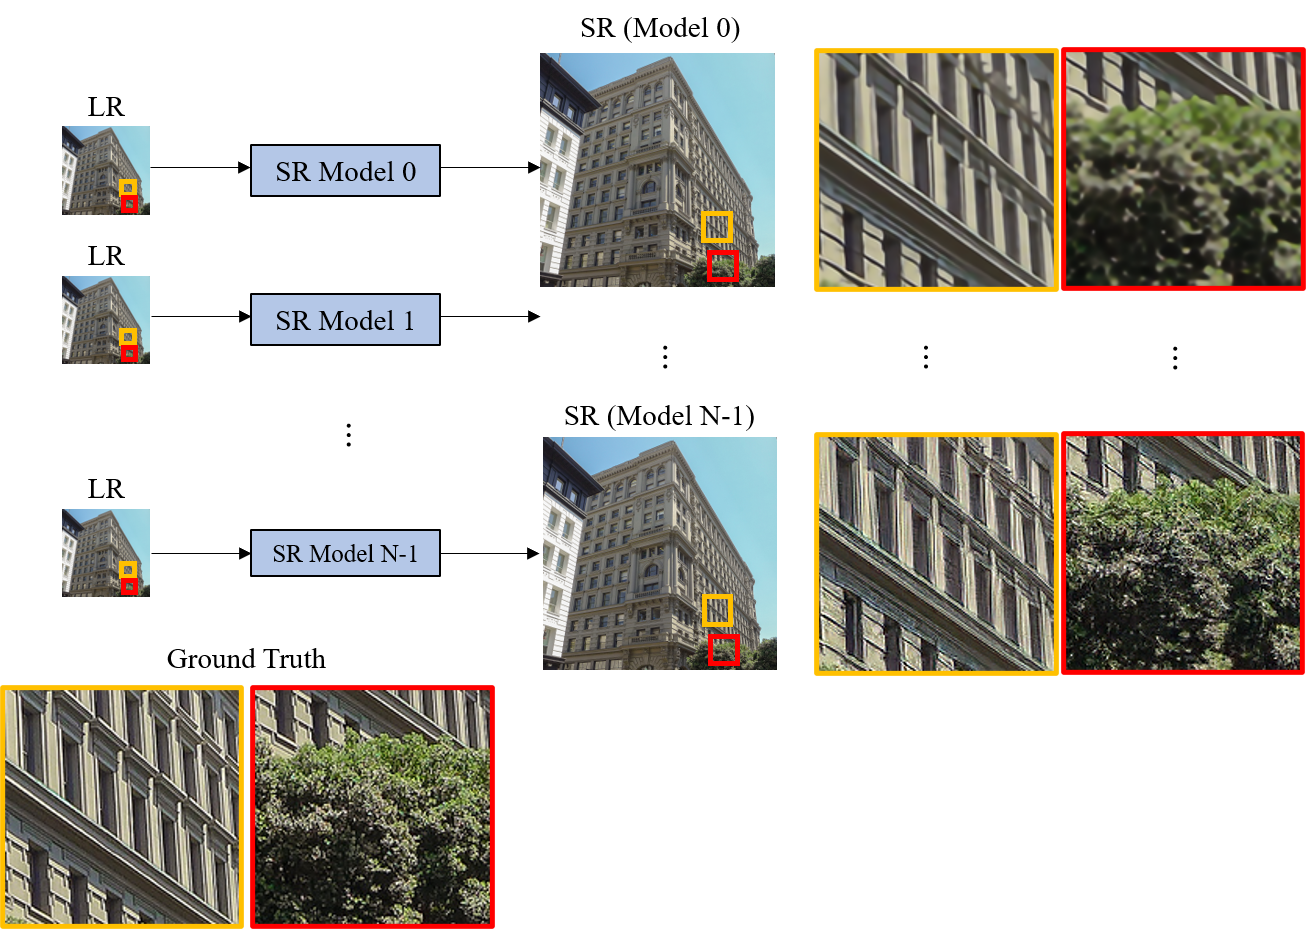 SR (Model 0)
LR
SR Model 0
LR
SR Model 1
⋮
⋮
⋮
SR (Model N-1)
⋮
LR
SR Model N-1
Ground Truth